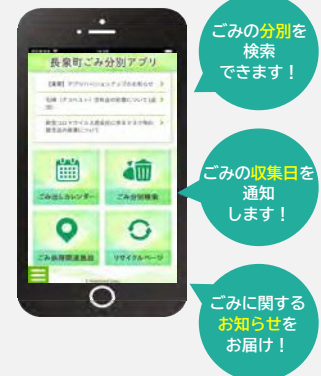 長泉町ごみ分別アプリ
【重要】アプリバージョンアップのお知らせ
ごみ出しカレンダー
ごみ分別検索
ごみ処理関連施設
リサイクルページ
ごみの分別を
検索
できます！
ごみの収集日を
通知
します！
ごみに関する
お知らせを
お届け！